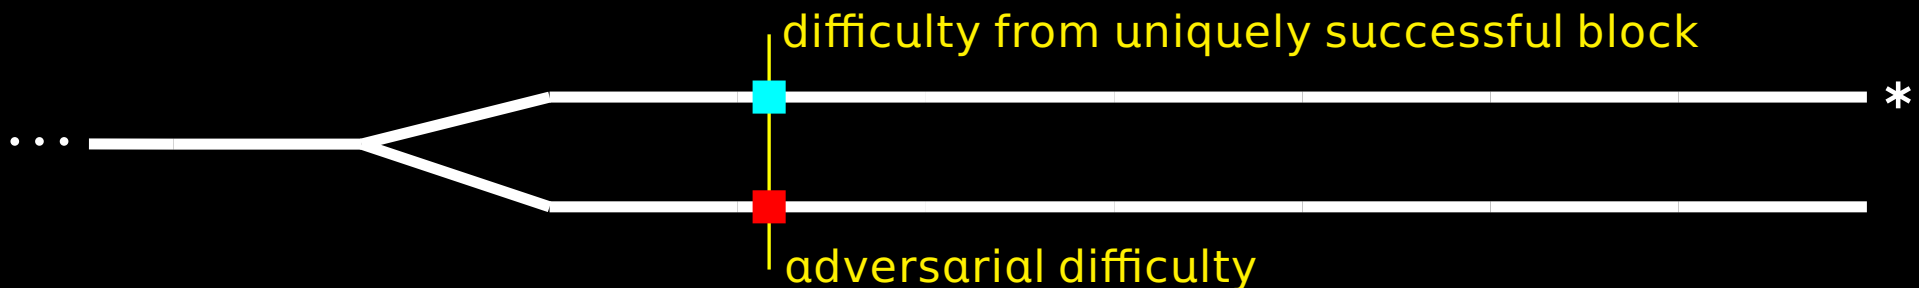 difficulty from uniquely successful block
*
...
adversarial difficulty